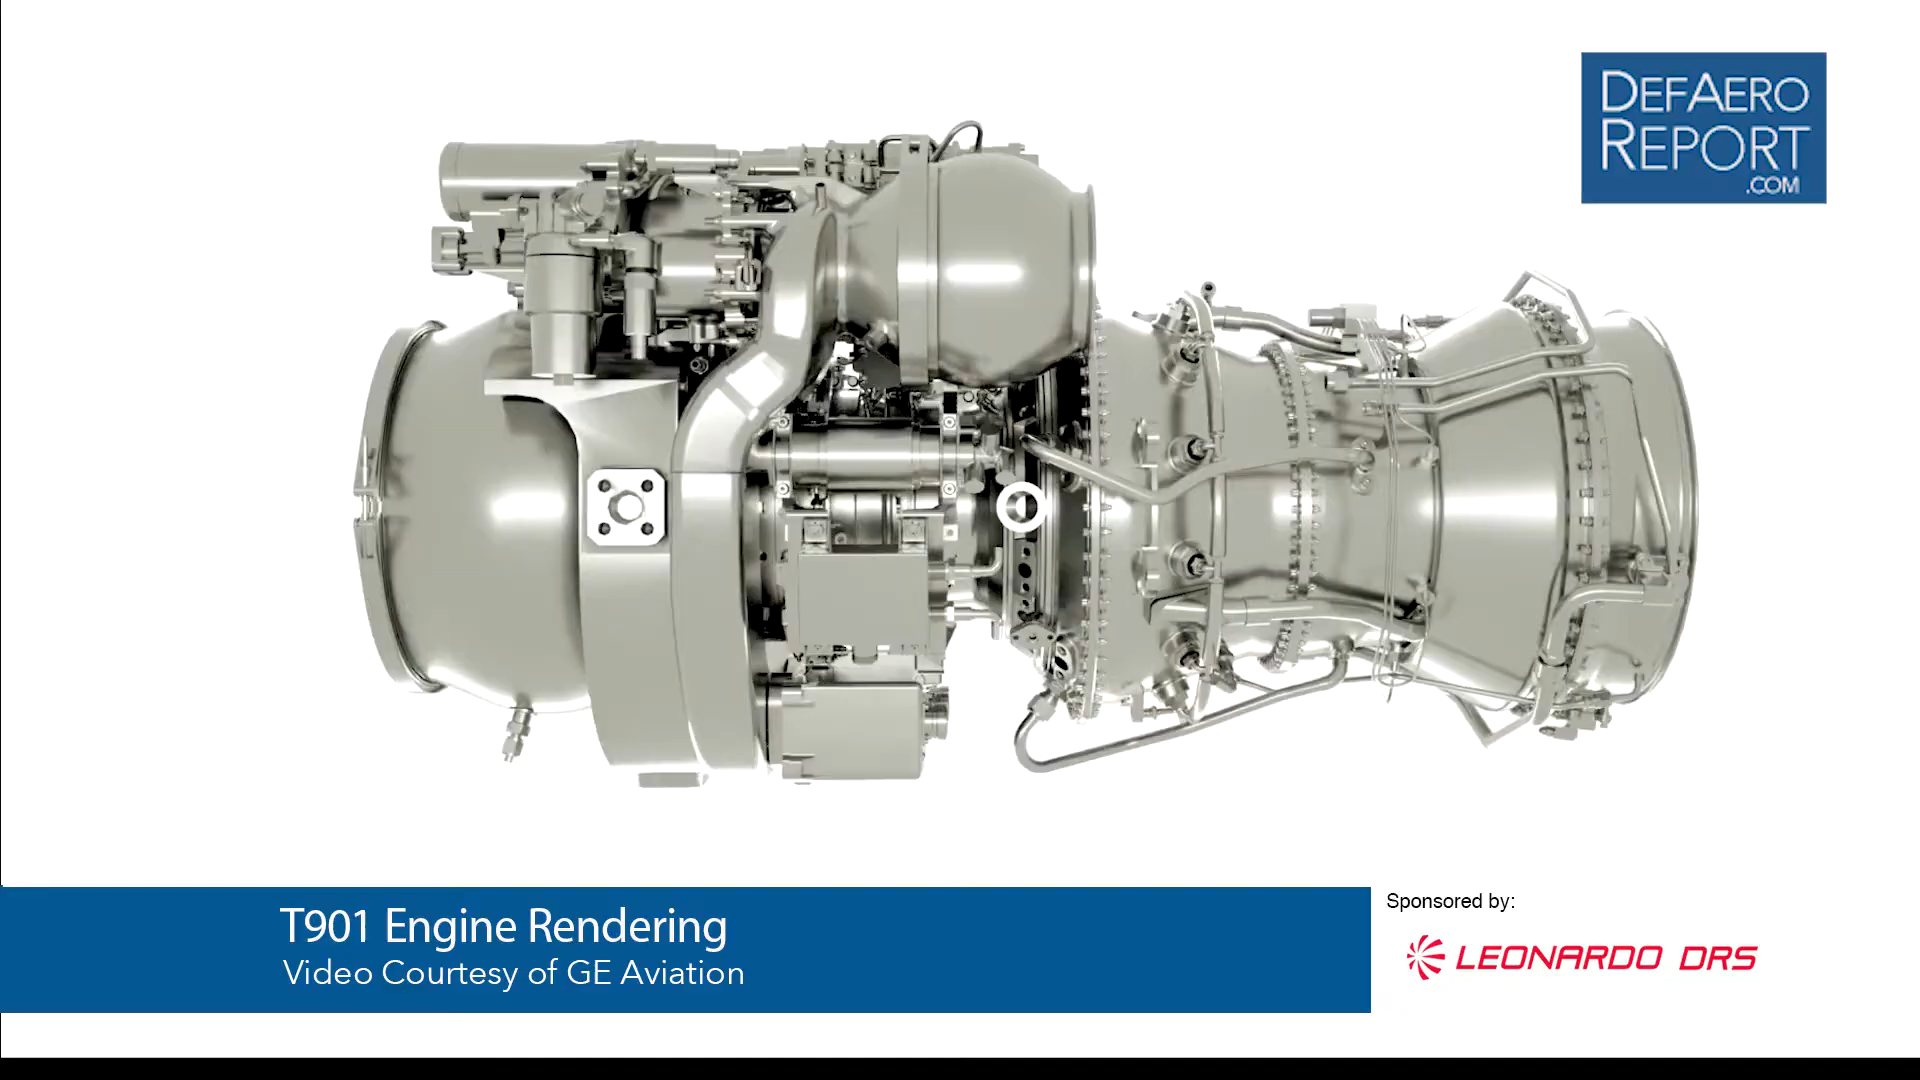 DEFAERO
REPORT
.COM
T901 Engine Rendering
Video Courtesy of GE Aviation
Sponsored by:
LEONARDO DRS